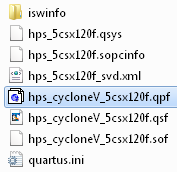 iswinfo
hps_5csx120f.qsys
hps_5csx120f.sopcinfo
hps_5csx120f_svd.xml
hps_cycloneV_5csx120f.qpf
hps_cycloneV_5csx120f.qsf
hps_cycloneV_5csx120f.sof
quartus.ini